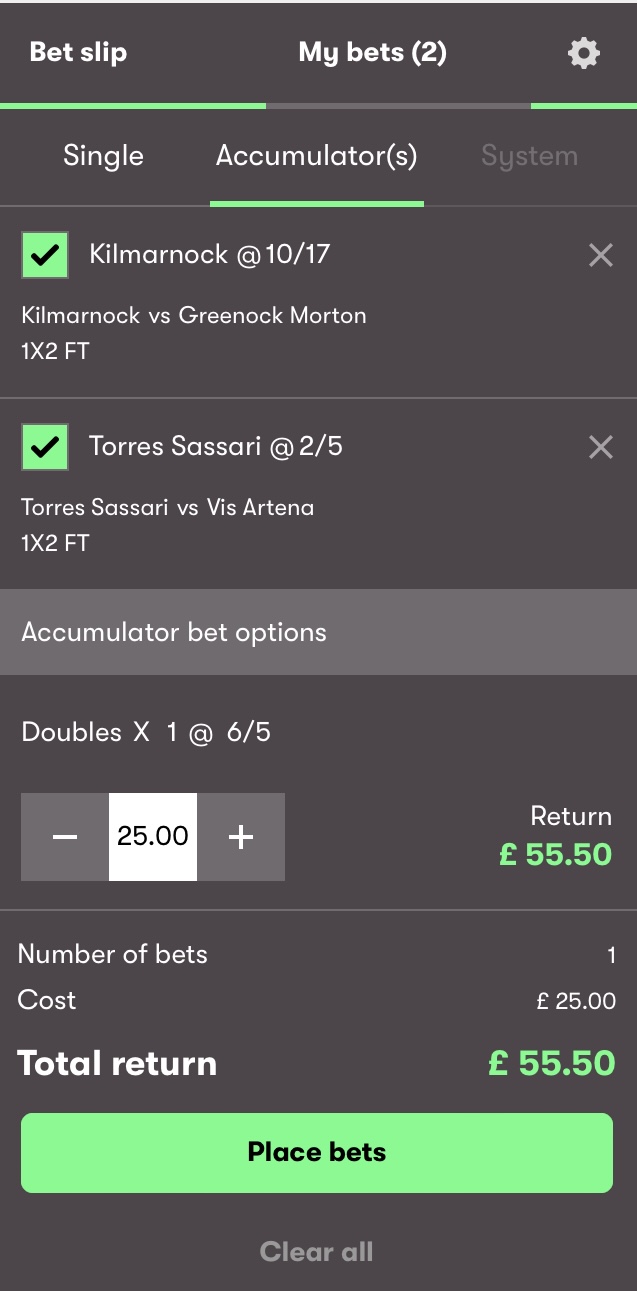 Bet slip My bets (2)
Single Accumulator(s) System
Kilmarnock @ 10/17
Kilmarnock vs Greenock Morton
1X2 FT
Torres Sassari @ 2/5
Torres Sassari vs Vis Artena
1X2 FT
Accumulator bet options
Doubles X 1 @ 6/5
Return
25.00
£ 55.50
Number of bets 1
Cost £ 25.00
Total return £ 55.50
Place bets
Clear all